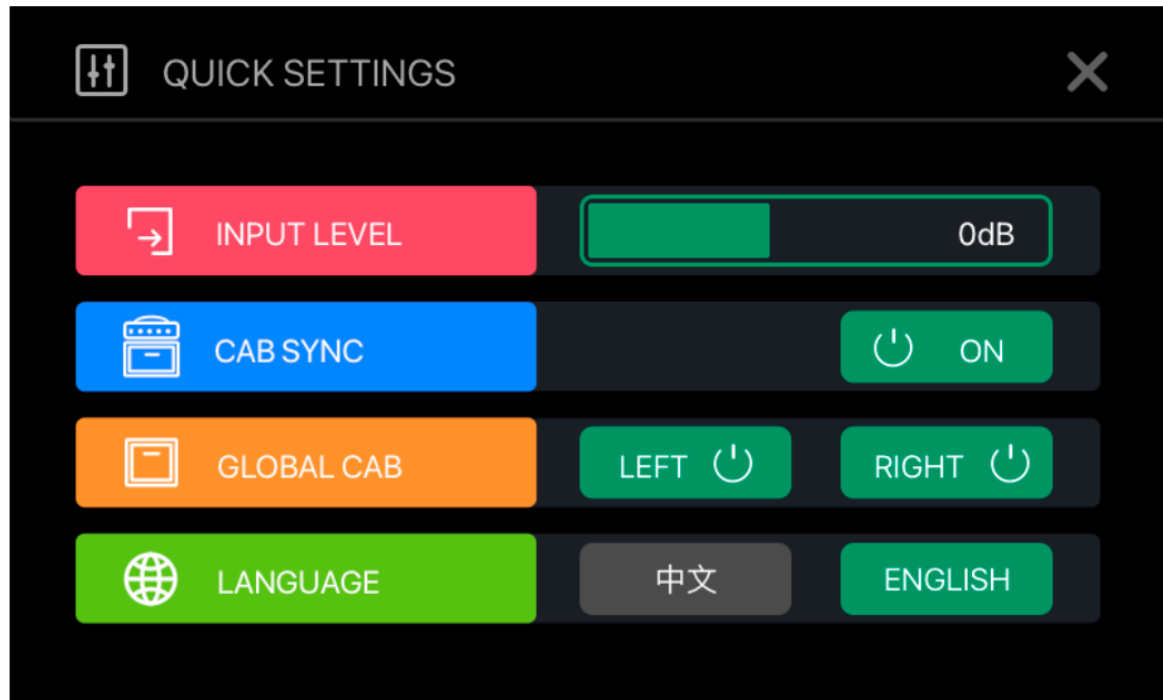 QUICK SETTINGS
INPUT LEVEL 0dB
CAB SYNC ON
GLOBAL CAB LEFT RIGHT
LANGUAGE 中文 ENGLISH